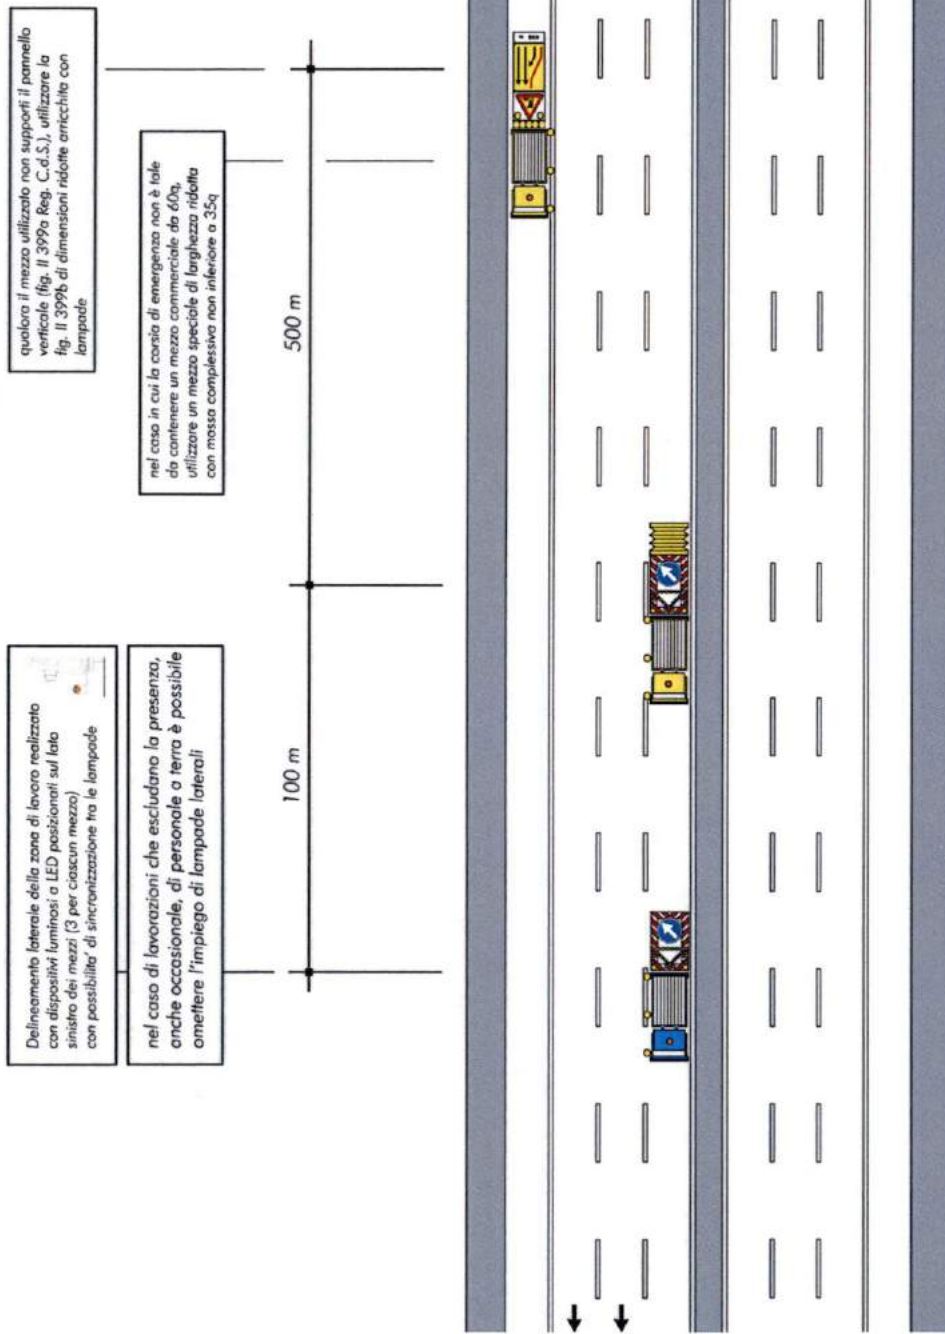 qualora il mezzo utilizzato non supporti il pannello
verticale (fig. II 399a Reg. C.d.S.), utilizzare la
fig. II 399b di dimensioni ridotte arricchita con
lampade
nel caso in cui la corsia di emergenza non è tale
da contenere un mezzo commerciale da 60q,
utilizzare un mezzo speciale di larghezza ridotta
con massa complessiva non inferiore a 35q
500 m
Delineamento laterale della zona di lavoro realizzato
con dispositivi luminosi a LED posizionati sul lato
sinistro dei mezzi (3 per ciascun mezzo)
con possibilita' di sincronizzazione tra le lampade
nel caso di lavorazioni che escludano la presenza,
anche occasionale, di personale a terra è possibile
omettere l'impiego di lampade laterali
100 m